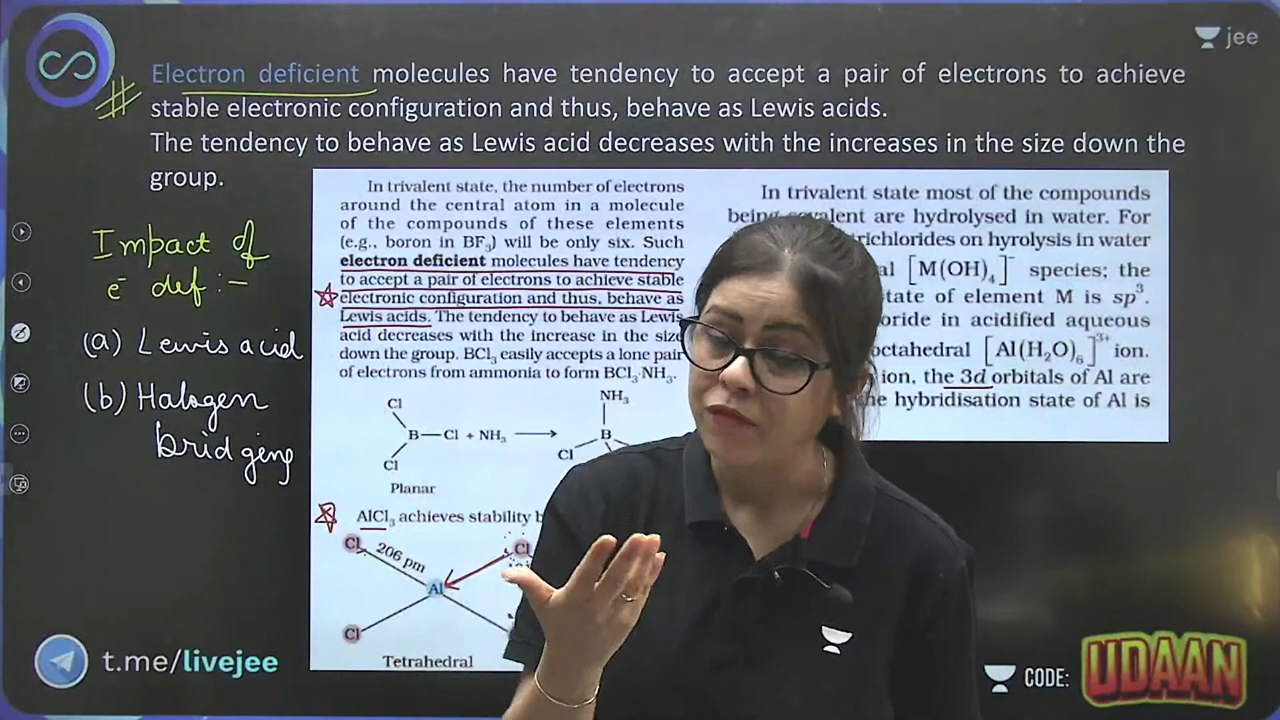 jee
Electron deficient molecules have tendency to accept a pair of electrons to achieve
stable electronic configuration and thus, behave as Lewis acids.
The tendency to behave as Lewis acid decreases with the increases in the size down the
group.
Impact of
e⁻ def :-
(a) Lewis acid
(b) Halogen
bridging
In trivalent state, the number of electrons
around the central atom in a molecule
of the compounds of these elements
(e.g., boron in BF₃) will be only six. Such
electron deficient molecules have tendency
to accept a pair of electrons to achieve stable
electronic configuration and thus, behave as
Lewis acids. The tendency to behave as Lewis
acid decreases with the increase in the size
down the group. BCl₃ easily accepts a lone pair
of electrons from ammonia to form BCl₃·NH₃.
Cl
B—Cl + NH₃ ⟶
Cl
Planar
NH₃
B
Cl
AlCl₃ achieves stability b
Cl 206 pm Cl
Al
Cl
Tetrahedral
In trivalent state most of the compounds
being covalent are hydrolysed in water. For
trichlorides on hyrolysis in water
[M(OH)₄]⁻ species; the
state of element M is sp³.
in acidified aqueous
octahedral [Al(H₂O)₆]³⁺ ion.
ion, the 3d orbitals of Al are
the hybridisation state of Al is
t.me/livejee
CODE:
UDAAN